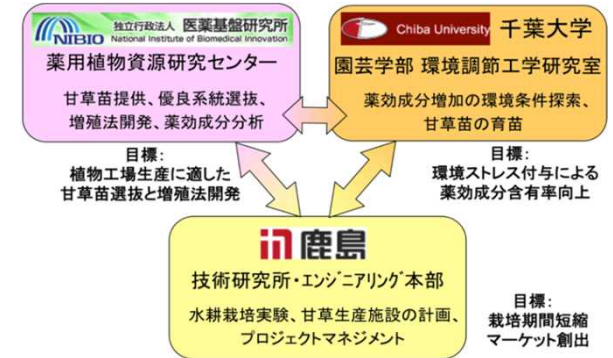 NIBIO 独立行政法人 医薬基盤研究所
National Institute of Biomedical Innovation
薬用植物資源研究センター
甘草苗提供、優良系統選抜、
増殖法開発、薬効成分分析
Chiba University 千葉大学
園芸学部 環境調節工学研究室
薬効成分増加の環境条件探索、
甘草苗の育苗
目標:
植物工場生産に適した
甘草苗選抜と増殖法開発
目標:
環境ストレス付与による
薬効成分含有率向上
鹿島
技術研究所・エンジニアリング本部
水耕栽培実験、甘草生産施設の計画、
プロジェクトマネジメント
目標:
栽培期間短縮
マーケット創出